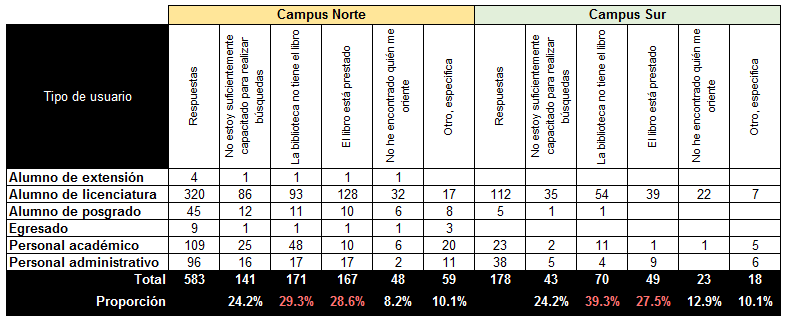 Campus Norte Campus Sur
Tipo de usuario Respuestas No estoy suficientemente capacitado para realizar búsquedas La biblioteca no tiene el libro El libro está prestado No he encontrado quién me oriente Otro, especifica Respuestas No estoy suficientemente capacitado para realizar búsquedas La biblioteca no tiene el libro El libro está prestado No he encontrado quién me oriente Otro, especifica
Alumno de extensión 4 1 1 1 1
Alumno de licenciatura 320 86 93 128 32 17 112 35 54 39 22 7
Alumno de posgrado 45 12 11 10 6 8 5 1 1
Egresado 9 1 1 1 1 3
Personal académico 109 25 48 10 6 20 23 2 11 1 1 5
Personal administrativo 96 16 17 17 2 11 38 5 4 9 6
Total 583 141 171 167 48 59 178 43 70 49 23 18
Proporción 24.2% 29.3% 28.6% 8.2% 10.1% 24.2% 39.3% 27.5% 12.9% 10.1%